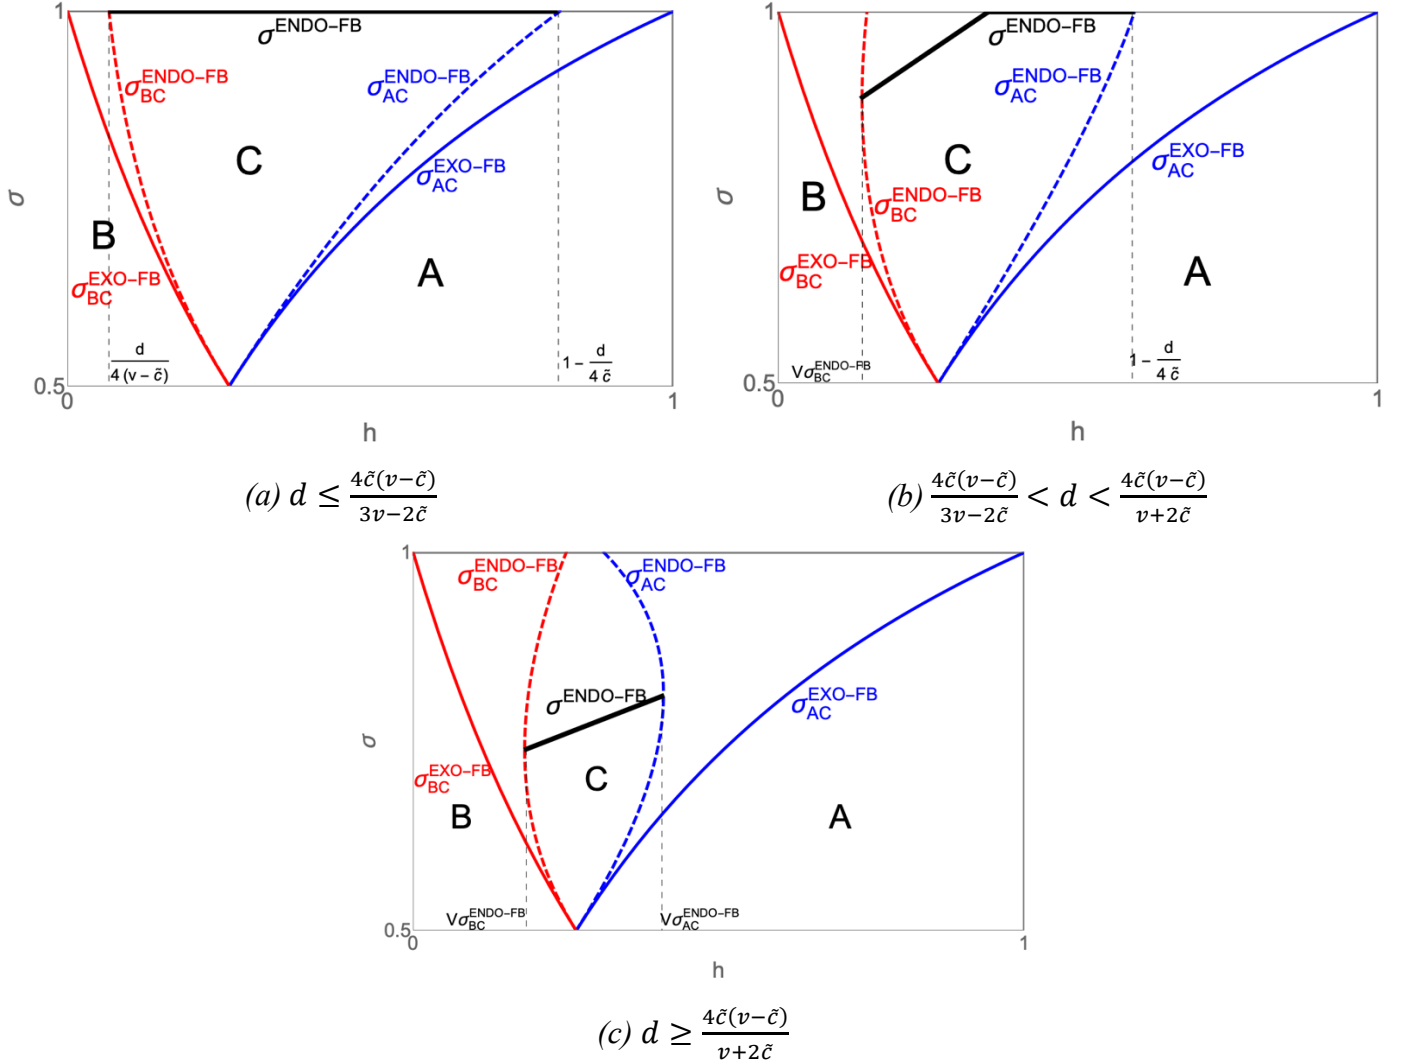 1
σ^ENDO−FB
σ_BC^ENDO−FB
σ_AC^ENDO−FB
C
σ_AC^EXO−FB
σ
B
A
σ_BC^EXO−FB
d / 4 (v − c̃)
1 − d / 4 c̃
0.5
0
1
h
(a) d ≤ 4c̃(v−c̃) / 3v−2c̃
1
σ^ENDO−FB
σ_AC^ENDO−FB
C
σ_AC^EXO−FB
σ
B
σ_BC^ENDO−FB
σ_BC^EXO−FB
A
Vσ_BC^ENDO−FB
1 − d / 4 c̃
0.5
0
1
h
(b) 4c̃(v−c̃) / 3v−2c̃ < d < 4c̃(v−c̃) / v+2c̃
1
σ_BC^ENDO−FB
σ_AC^ENDO−FB
σ^ENDO−FB
σ_AC^EXO−FB
σ
σ_BC^EXO−FB
C
B
A
Vσ_BC^ENDO−FB
Vσ_AC^ENDO−FB
0.5
0
1
h
(c) d ≥ 4c̃(v−c̃) / v+2c̃